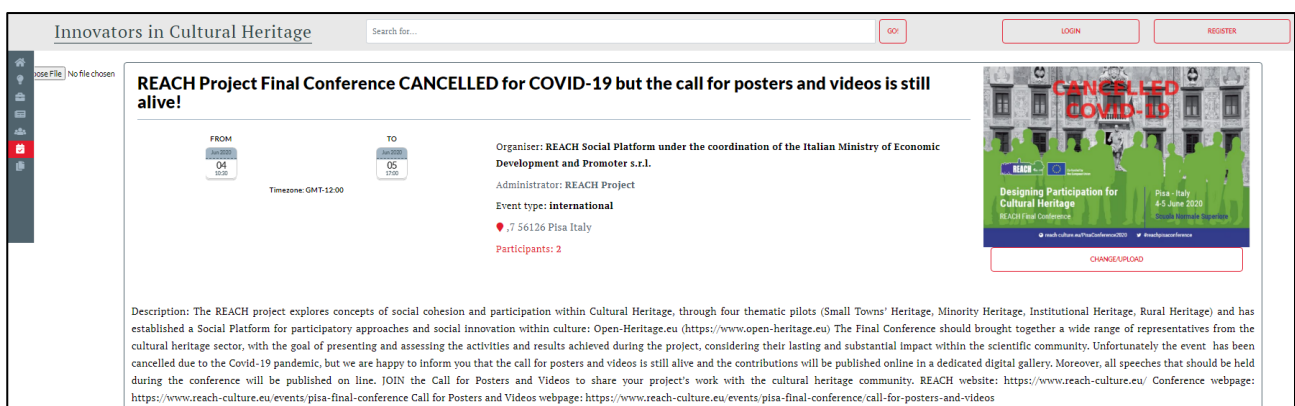 Innovators in Cultural Heritage
Search for...
GO!
LOGIN
REGISTER
oose File No file chosen
REACH Project Final Conference CANCELLED for COVID-19 but the call for posters and videos is still
alive!
FROM
Jun 2020
04
10:30
TO
Jun 2020
05
17:00
Timezone: GMT-12:00
Organiser: REACH Social Platform under the coordination of the Italian Ministry of Economic
Development and Promoter s.r.l.
Administrator: REACH Project
Event type: international
,7 56126 Pisa Italy
Participants: 2
CANCELLED
COVID-19
REACH
Designing Participation for
Cultural Heritage
REACH Final Conference
Pisa - Italy
4-5 June 2020
Scuola Normale Superiore
reach-culture.eu/PisaConference2020
#reachpisaconference
CHANGE/UPLOAD
Description: The REACH project explores concepts of social cohesion and participation within Cultural Heritage, through four thematic pilots (Small Towns' Heritage, Minority Heritage, Institutional Heritage, Rural Heritage) and has
established a Social Platform for participatory approaches and social innovation within culture: Open-Heritage.eu (https://www.open-heritage.eu) The Final Conference should brought together a wide range of representatives from the
cultural heritage sector, with the goal of presenting and assessing the activities and results achieved during the project, considering their lasting and substantial impact within the scientific community. Unfortunately the event has been
cancelled due to the Covid-19 pandemic, but we are happy to inform you that the call for posters and videos is still alive and the contributions will be published online in a dedicated digital gallery. Moreover, all speeches that should be held
during the conference will be published on line. JOIN the Call for Posters and Videos to share your project's work with the cultural heritage community. REACH website: https://www.reach-culture.eu/ Conference webpage:
https://www.reach-culture.eu/events/pisa-final-conference Call for Posters and Videos webpage: https://www.reach-culture.eu/events/pisa-final-conference/call-for-posters-and-videos